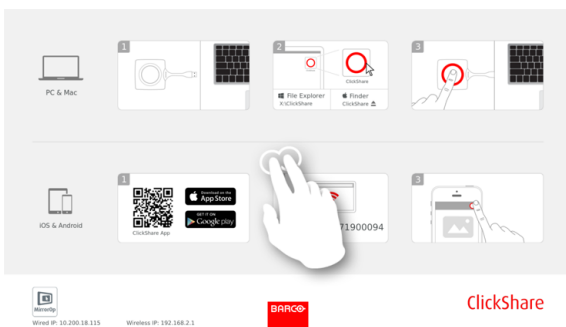 1
2
3
PC & Mac
ClickShare
File Explorer
X:\ClickShare
Finder
ClickShare
1
3
iOS & Android
Download on the
App Store
GET IT ON
Google play
ClickShare App
71900094
MirrorOp
Wired IP: 10.200.18.115
Wireless IP: 192.168.2.1
BARCO
ClickShare